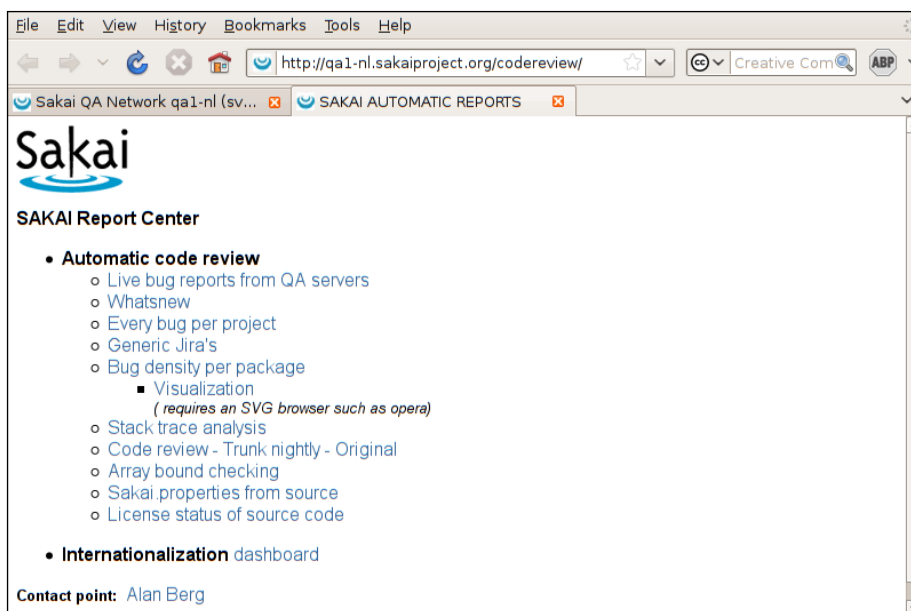 File Edit View History Bookmarks Tools Help
http://qa1-nl.sakaiproject.org/codereview/ cc Creative Com ABP
Sakai QA Network qa1-nl (sv... SAKAI AUTOMATIC REPORTS
Sakai
SAKAI Report Center
• Automatic code review
o Live bug reports from QA servers
o Whatsnew
o Every bug per project
o Generic Jira's
o Bug density per package
▪ Visualization
( requires an SVG browser such as opera)
o Stack trace analysis
o Code review - Trunk nightly - Original
o Array bound checking
o Sakai.properties from source
o License status of source code
• Internationalization dashboard
Contact point: Alan Berg